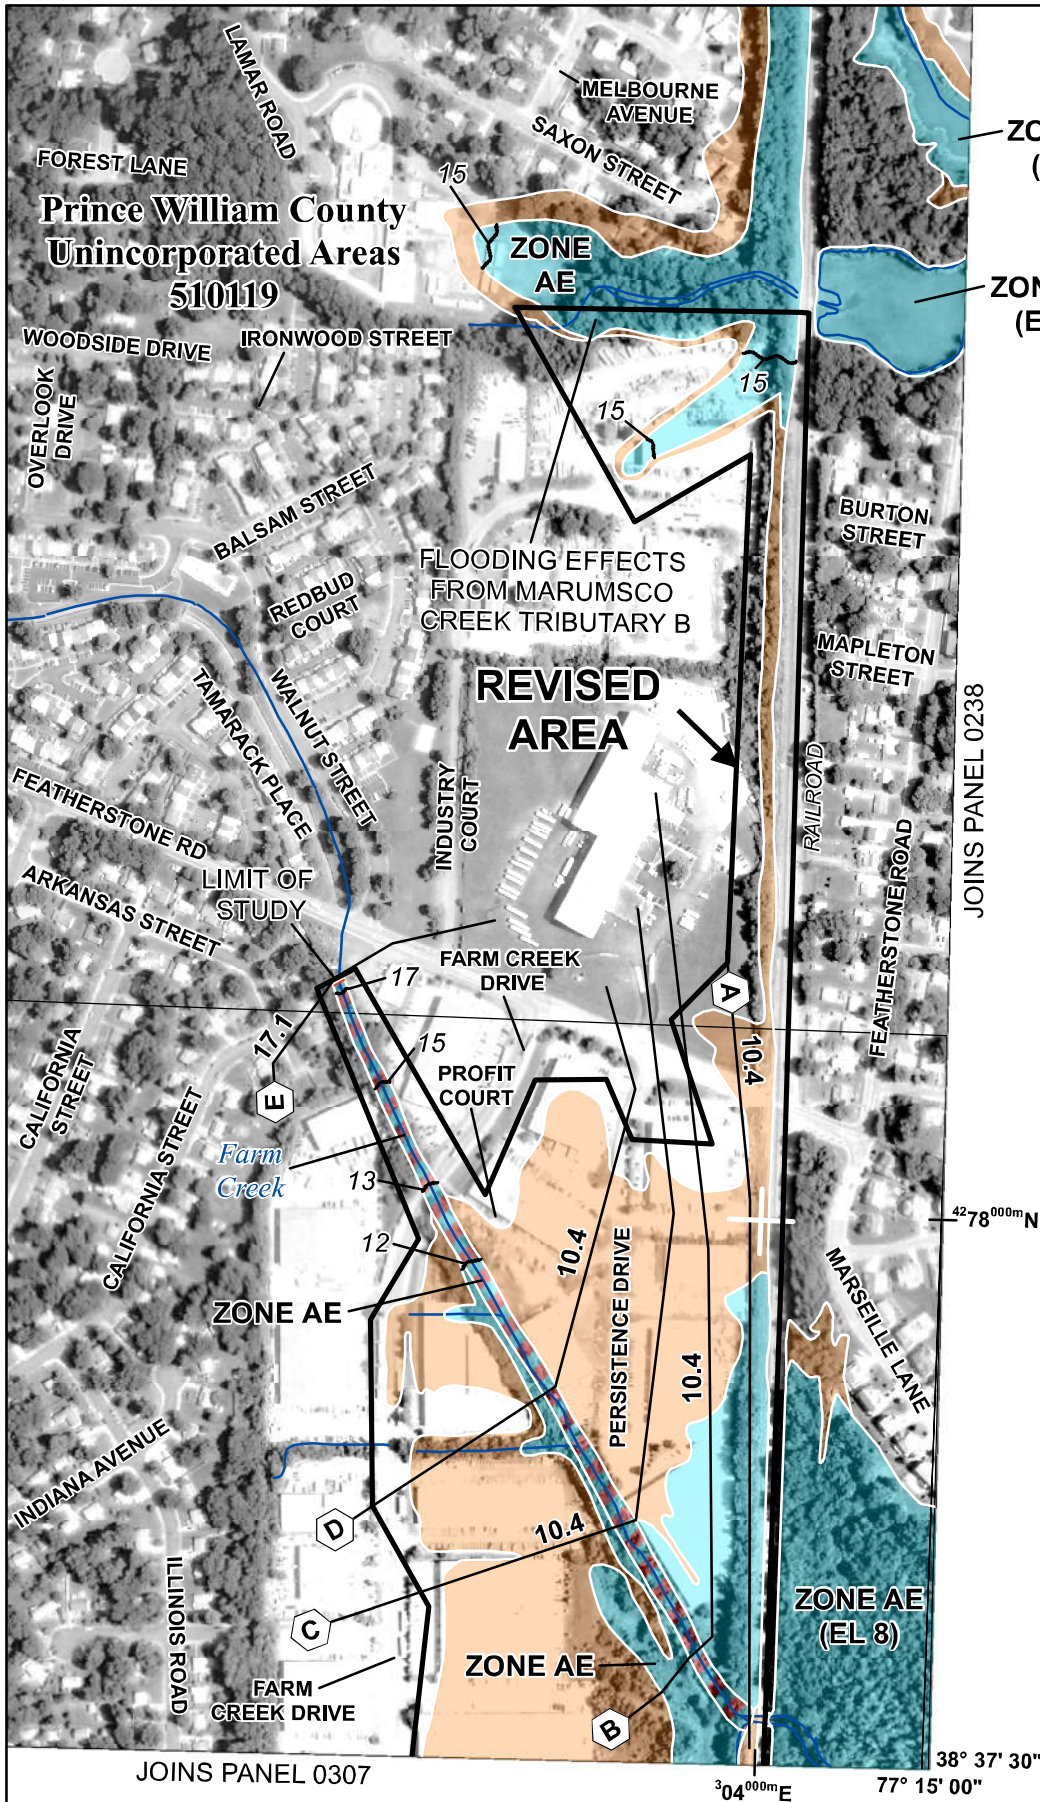 LAMAR ROAD
MELBOURNE
AVENUE
SAXON STREET
FOREST LANE
15
ZO
(
Prince William County
Unincorporated Areas
510119
ZONE
AE
ZON
(E
WOODSIDE DRIVE
IRONWOOD STREET
OVERLOOK
DRIVE
15
15
BALSAM STREET
BURTON
STREET
FLOODING EFFECTS
FROM MARUMSCO
CREEK TRIBUTARY B
REDBUD
COURT
MAPLETON
STREET
REVISED
AREA
TAMARACK PLACE
WALNUT STREET
JOINS PANEL 0238
RAILROAD
INDUSTRY
COURT
FEATHERSTONE RD
FEATHERSTONE ROAD
ARKANSAS STREET
LIMIT OF
STUDY
FARM CREEK
DRIVE
17
A
17.1
10.4
15
CALIFORNIA
STREET
PROFIT
COURT
E
CALIFORNIA STREET
Farm
Creek
13
4278000mN
12
10.4
PERSISTENCE DRIVE
MARSEILLE LANE
ZONE AE
10.4
INDIANA AVENUE
D
10.4
ILLINOIS ROAD
C
ZONE AE
(EL 8)
ZONE AE
FARM
CREEK DRIVE
B
JOINS PANEL 0307
38° 37' 30"
304000mE
77° 15' 00"